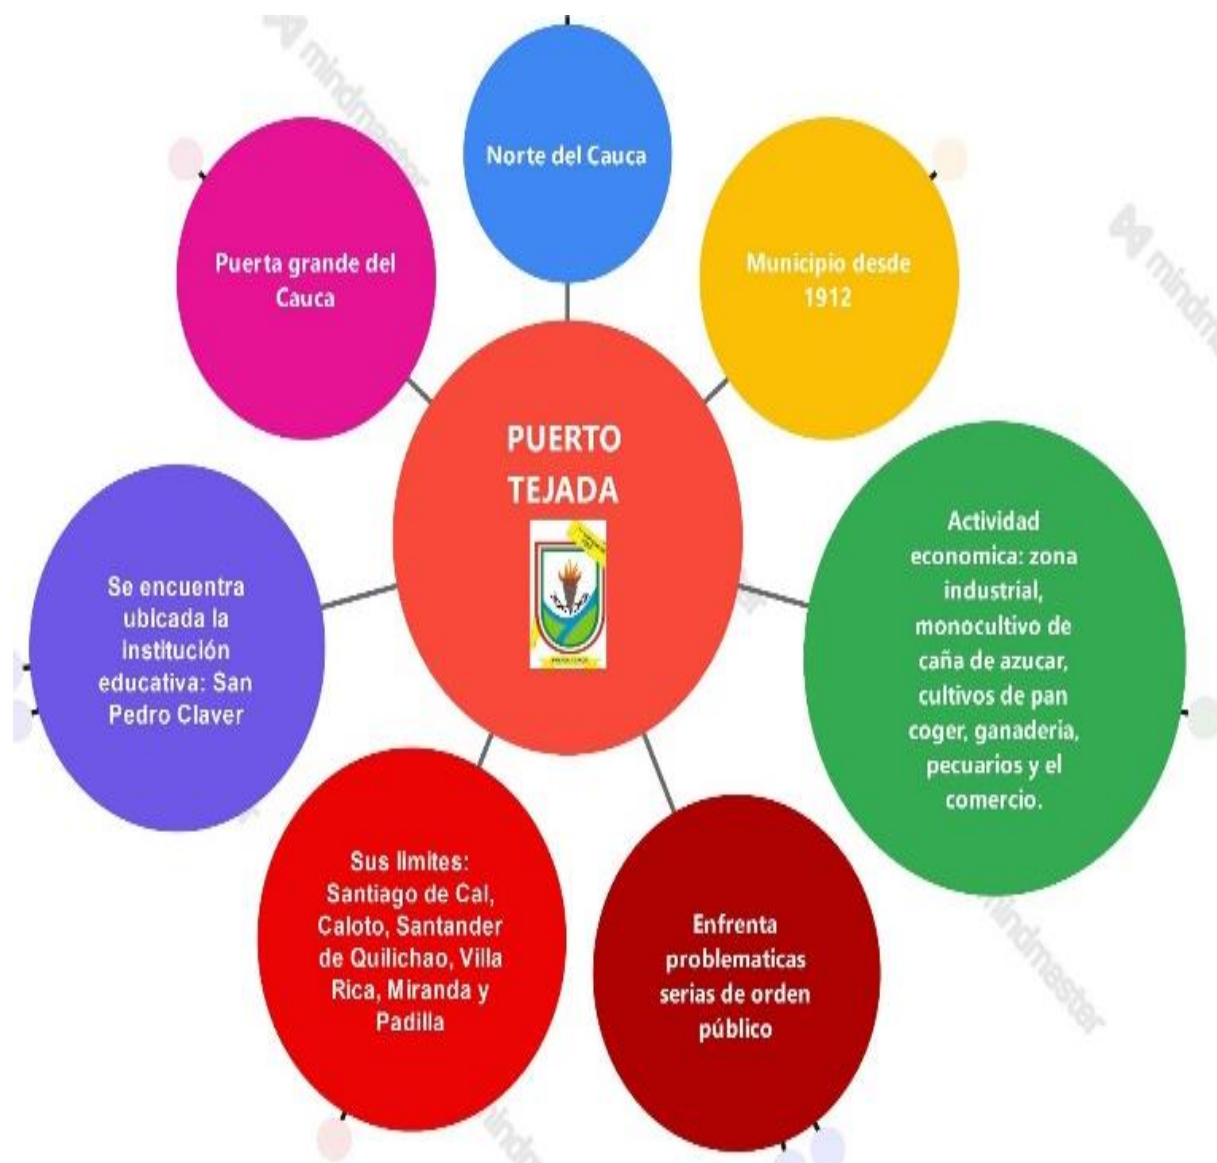 Norte del Cauca
Puerta grande del
Cauca
Municipio desde
1912
PUERTO
TEJADA
Actividad
economica: zona
industrial,
monocultivo de
caña de azucar,
cultivos de pan
coger, ganaderia,
pecuarios y el
comercio.
Se encuentra
ubicada la
institución
educativa: San
Pedro Claver
Sus limites:
Santiago de Cal,
Caloto, Santander
de Quilichao, Villa
Rica, Miranda y
Padilla
Enfrenta
problematicas
serias de orden
público
mindmaster
mindmaster
mindmaster